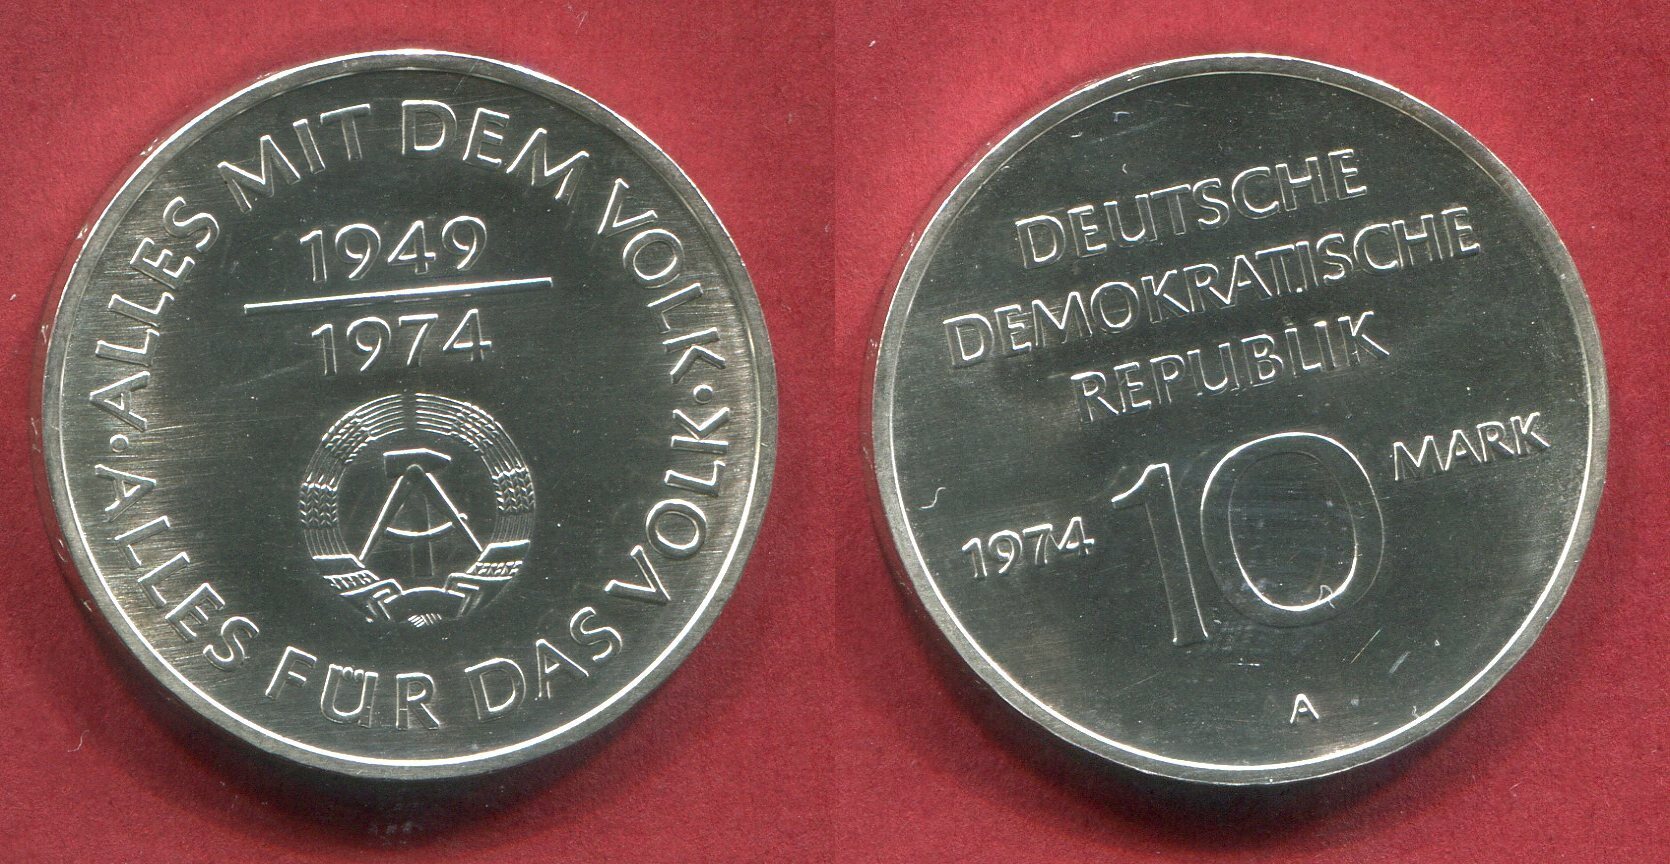 ALLES MIT DEM VOLK · ALLES FÜR DAS VOLK ·
1949
1974
DEUTSCHE
DEMOKRATISCHE
REPUBLIK
10 MARK
1974
A